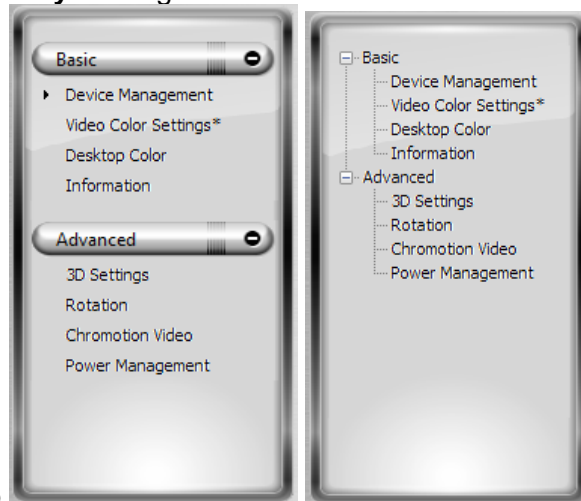 Basic
Device Management
Video Color Settings*
Desktop Color
Information
Advanced
3D Settings
Rotation
Chromotion Video
Power Management
Basic
Device Management
Video Color Settings*
Desktop Color
Information
Advanced
3D Settings
Rotation
Chromotion Video
Power Management